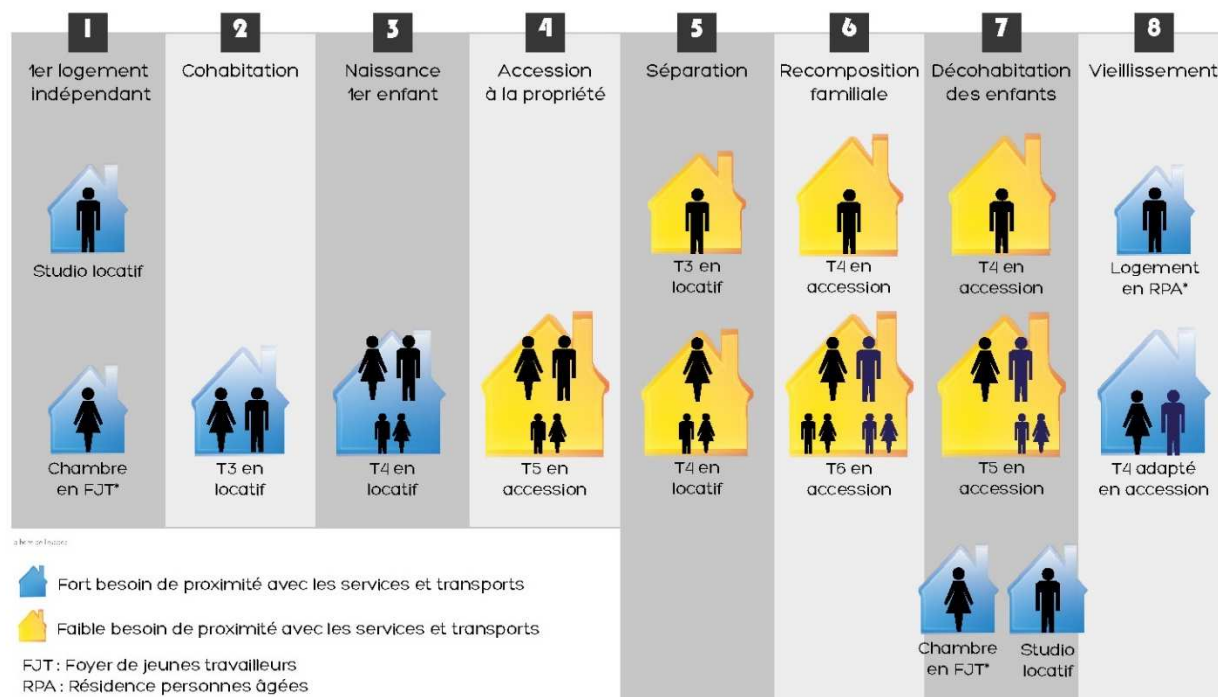 1
1er logement
indépendant
Studio locatif
Chambre
en FJT*
2
Cohabitation
T3 en
locatif
3
Naissance
1er enfant
T4 en
locatif
4
Accession
à la propriété
T5 en
accession
5
Séparation
T3 en
locatif
T4 en
locatif
6
Recomposition
familiale
T4 en
accession
T6 en
accession
7
Décohabitation
des enfants
T4 en
accession
T5 en
accession
Chambre
en FJT*
Studio
locatif
8
Vieillissement
Logement
en RPA*
T4 adapté
en accession
Fort besoin de proximité avec les services et transports
Faible besoin de proximité avec les services et transports
FJT : Foyer de jeunes travailleurs
RPA : Résidence personnes âgées